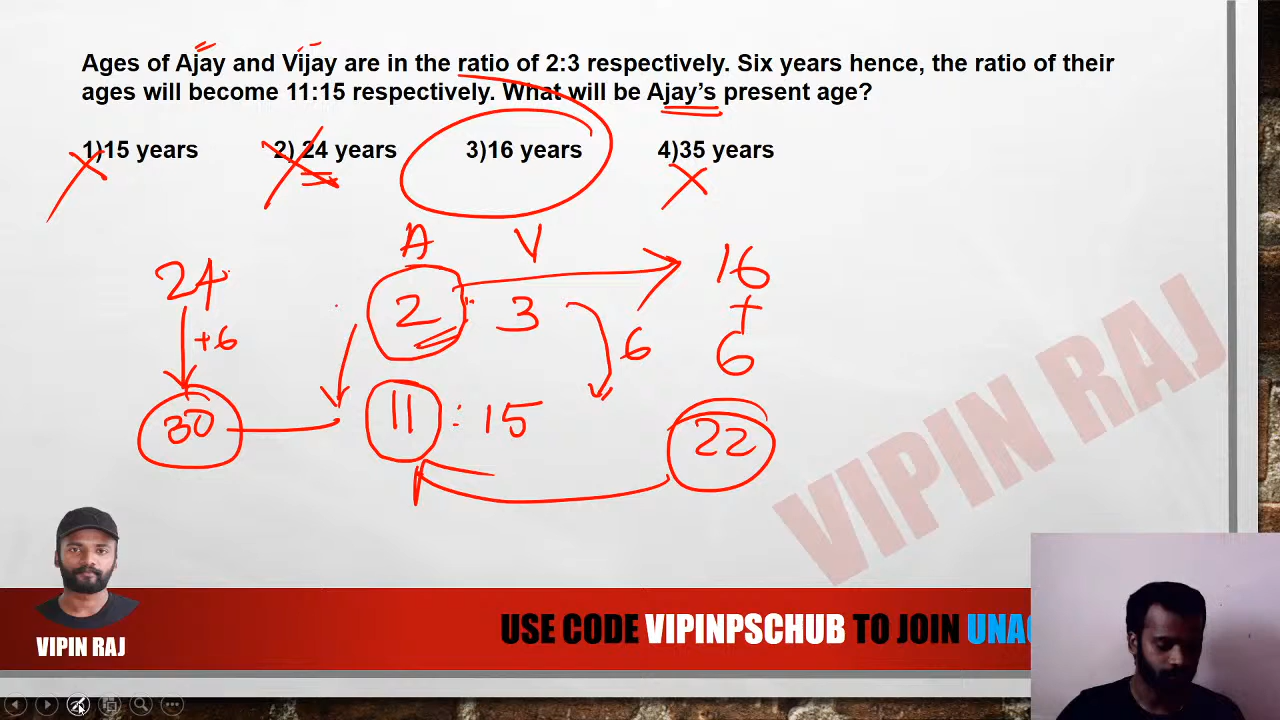 Ages of Ajay and Vijay are in the ratio of 2:3 respectively. Six years hence, the ratio of their
ages will become 11:15 respectively. What will be Ajay's present age?
1)15 years 2) 24 years 3)16 years 4)35 years
A V
24 2 : 3 16
+6 6 +
6
30 11 : 15 22
VIPIN RAJ
USE CODE VIPINPSCHUB TO JOIN UNA
VIPIN RAJ